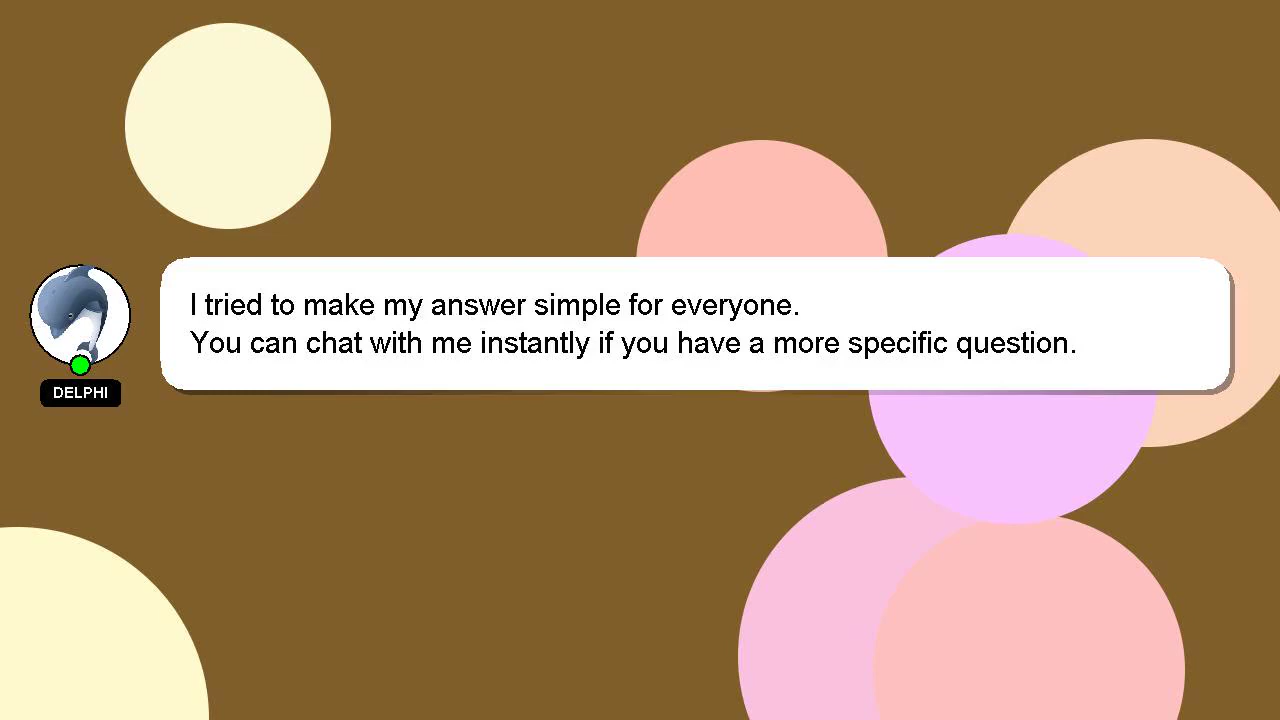 I tried to make my answer simple for everyone.
You can chat with me instantly if you have a more specific question.
DELPHI